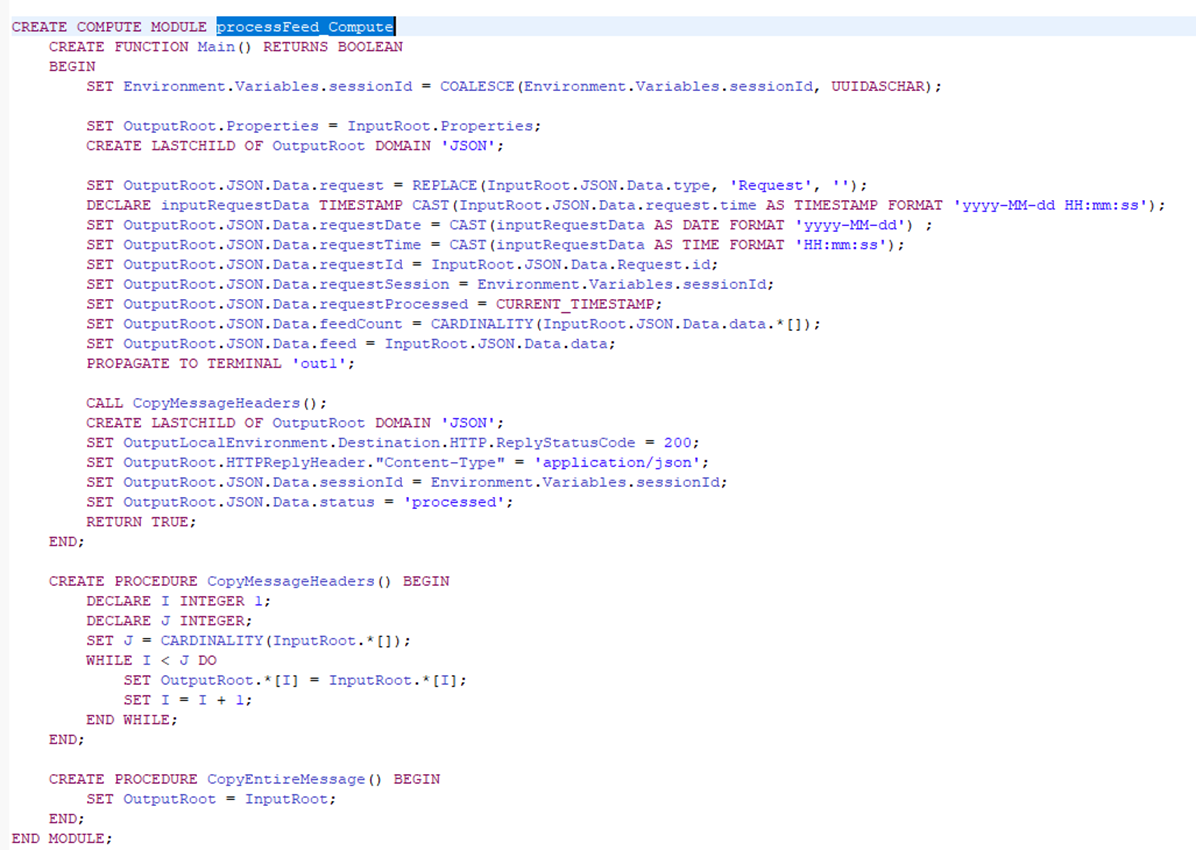 CREATE COMPUTE MODULE processFeed_Compute
    CREATE FUNCTION Main() RETURNS BOOLEAN
    BEGIN
        SET Environment.Variables.sessionId = COALESCE(Environment.Variables.sessionId, UUIDASCHAR);

        SET OutputRoot.Properties = InputRoot.Properties;
        CREATE LASTCHILD OF OutputRoot DOMAIN 'JSON';

        SET OutputRoot.JSON.Data.request = REPLACE(InputRoot.JSON.Data.type, 'Request', '');
        DECLARE inputRequestData TIMESTAMP CAST(InputRoot.JSON.Data.request.time AS TIMESTAMP FORMAT 'yyyy-MM-dd HH:mm:ss');
        SET OutputRoot.JSON.Data.requestDate = CAST(inputRequestData AS DATE FORMAT 'yyyy-MM-dd') ;
        SET OutputRoot.JSON.Data.requestTime = CAST(inputRequestData AS TIME FORMAT 'HH:mm:ss');
        SET OutputRoot.JSON.Data.requestId = InputRoot.JSON.Data.Request.id;
        SET OutputRoot.JSON.Data.requestSession = Environment.Variables.sessionId;
        SET OutputRoot.JSON.Data.requestProcessed = CURRENT_TIMESTAMP;
        SET OutputRoot.JSON.Data.feedCount = CARDINALITY(InputRoot.JSON.Data.data.*[]);
        SET OutputRoot.JSON.Data.feed = InputRoot.JSON.Data.data;
        PROPAGATE TO TERMINAL 'out1';

        CALL CopyMessageHeaders();
        CREATE LASTCHILD OF OutputRoot DOMAIN 'JSON';
        SET OutputLocalEnvironment.Destination.HTTP.ReplyStatusCode = 200;
        SET OutputRoot.HTTPReplyHeader."Content-Type" = 'application/json';
        SET OutputRoot.JSON.Data.sessionId = Environment.Variables.sessionId;
        SET OutputRoot.JSON.Data.status = 'processed';
        RETURN TRUE;
    END;

    CREATE PROCEDURE CopyMessageHeaders() BEGIN
        DECLARE I INTEGER 1;
        DECLARE J INTEGER;
        SET J = CARDINALITY(InputRoot.*[]);
        WHILE I < J DO
            SET OutputRoot.*[I] = InputRoot.*[I];
            SET I = I + 1;
        END WHILE;
    END;

    CREATE PROCEDURE CopyEntireMessage() BEGIN
        SET OutputRoot = InputRoot;
    END;
END MODULE;